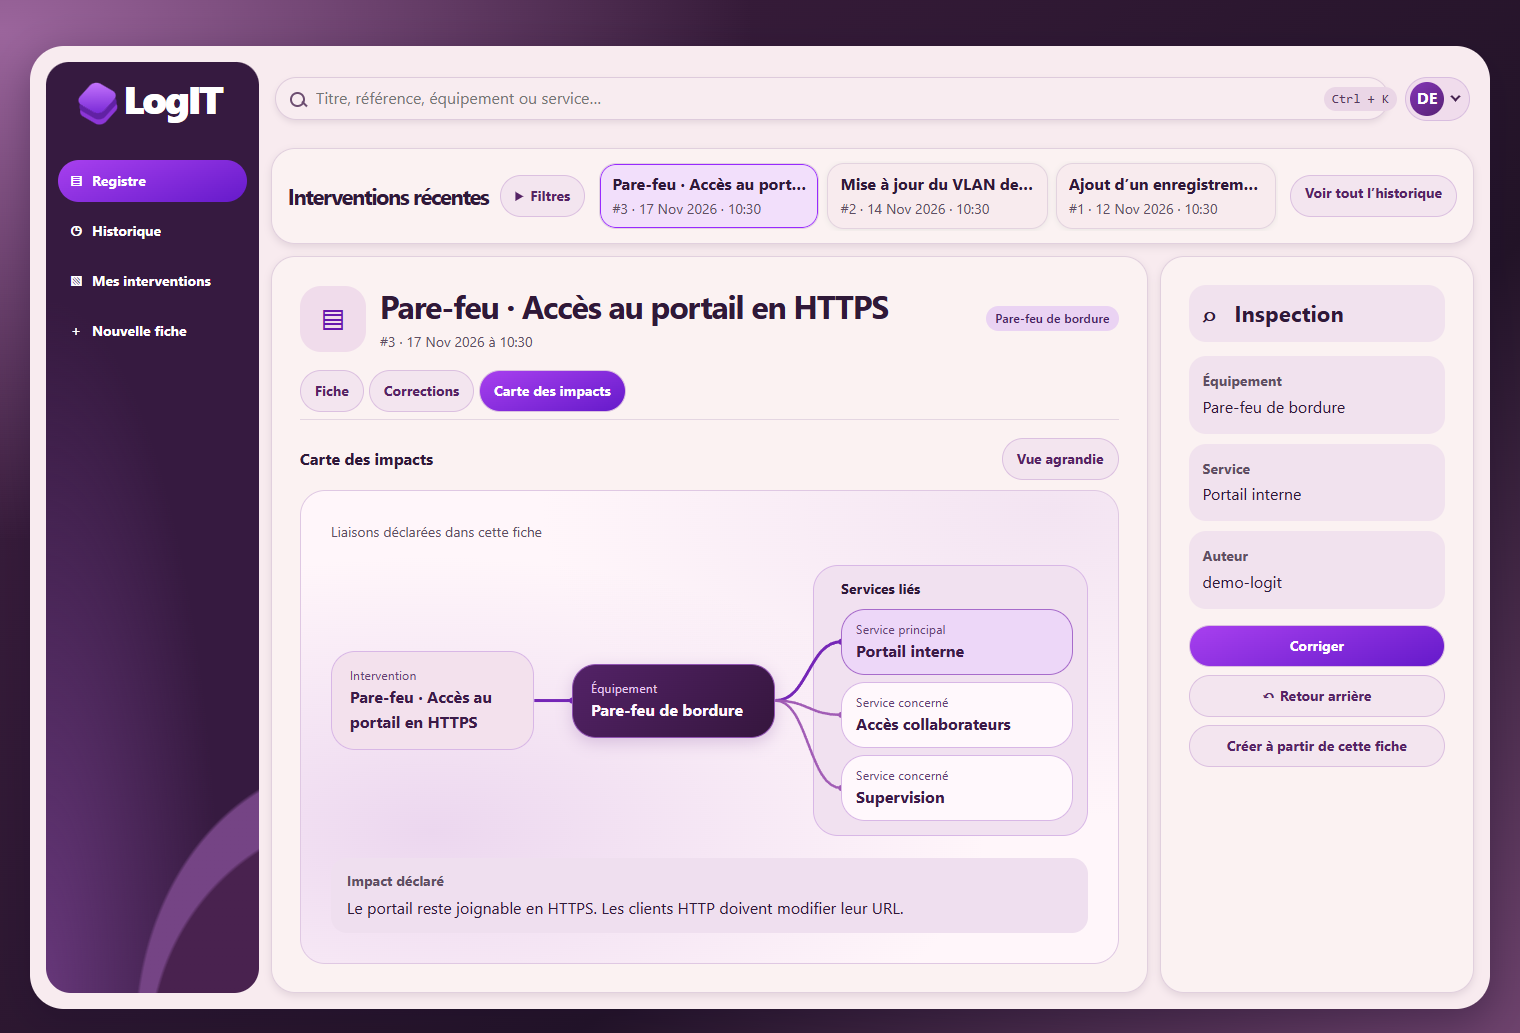 LogIT
Registre
Historique
Mes interventions
Nouvelle fiche
Titre, référence, équipement ou service...
Ctrl + K
DE
Interventions récentes
Filtres
Pare-feu · Accès au port...
#3 · 17 Nov 2026 · 10:30
Mise à jour du VLAN de...
#2 · 14 Nov 2026 · 10:30
Ajout d’un enregistrem...
#1 · 12 Nov 2026 · 10:30
Voir tout l’historique
Pare-feu · Accès au portail en HTTPS
#3 · 17 Nov 2026 à 10:30
Pare-feu de bordure
Fiche
Corrections
Carte des impacts
Carte des impacts
Vue agrandie
Liaisons déclarées dans cette fiche
Intervention
Pare-feu · Accès au
portail en HTTPS
Équipement
Pare-feu de bordure
Services liés
Service principal
Portail interne
Service concerné
Accès collaborateurs
Service concerné
Supervision
Impact déclaré
Le portail reste joignable en HTTPS. Les clients HTTP doivent modifier leur URL.
Inspection
Équipement
Pare-feu de bordure
Service
Portail interne
Auteur
demo-logit
Corriger
Retour arrière
Créer à partir de cette fiche